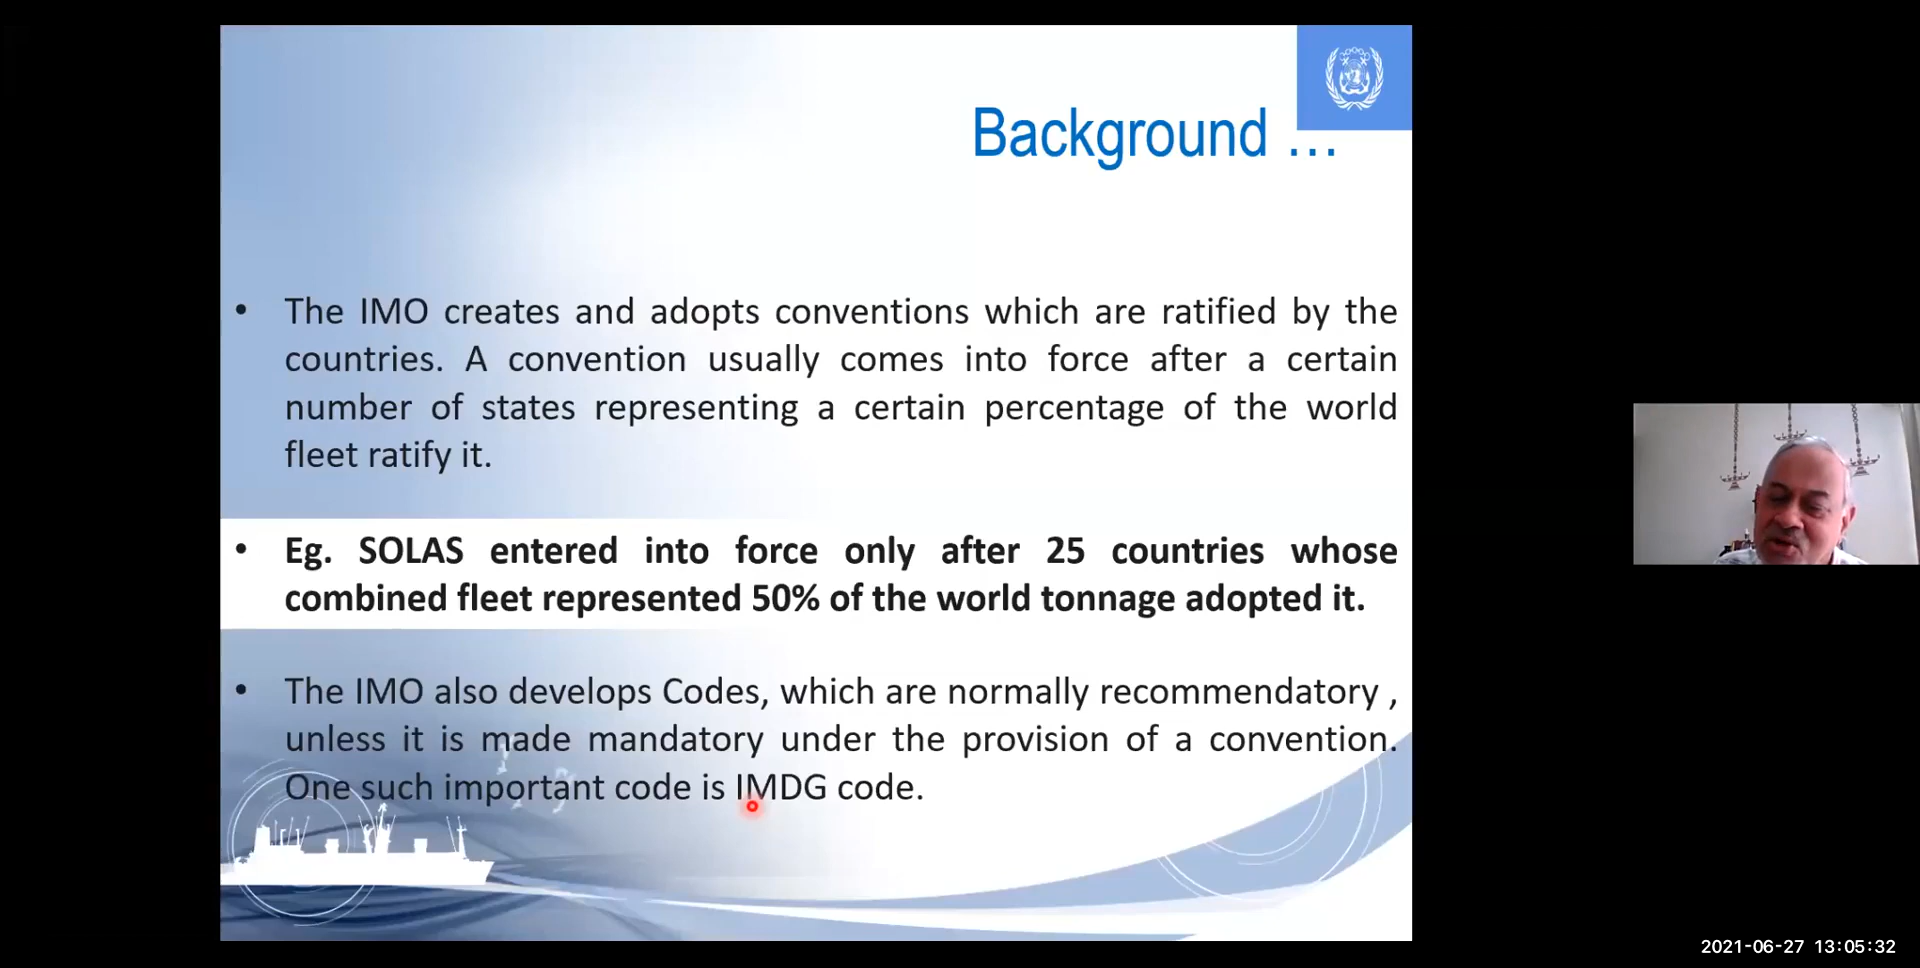 Background ...
• The IMO creates and adopts conventions which are ratified by the
countries. A convention usually comes into force after a certain
number of states representing a certain percentage of the world
fleet ratify it.
• Eg. SOLAS entered into force only after 25 countries whose
combined fleet represented 50% of the world tonnage adopted it.
• The IMO also develops Codes, which are normally recommendatory ,
unless it is made mandatory under the provision of a convention.
One such important code is IMDG code.
2021-06-27 13:05:32